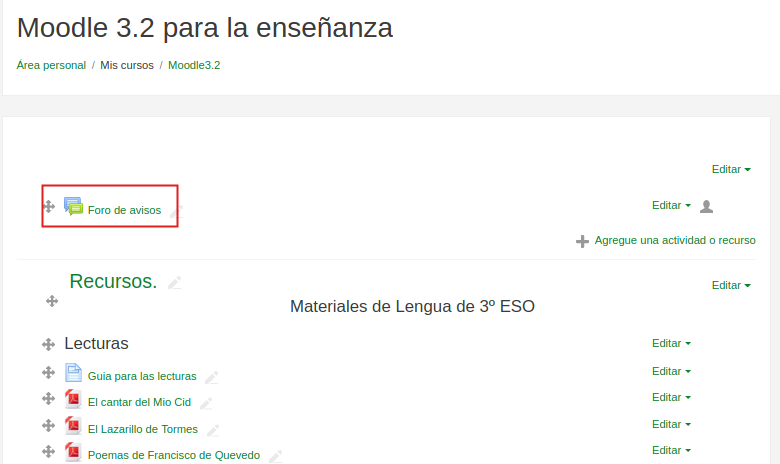 Moodle 3.2 para la enseñanza
Área personal / Mis cursos / Moodle3.2
Editar
Foro de avisos Editar
Agregue una actividad o recurso
Recursos. Editar
Materiales de Lengua de 3º ESO
Lecturas Editar
Guia para las lecturas Editar
El cantar del Mio Cid Editar
El Lazarillo de Tormes Editar
Poemas de Francisco de Quevedo Editar